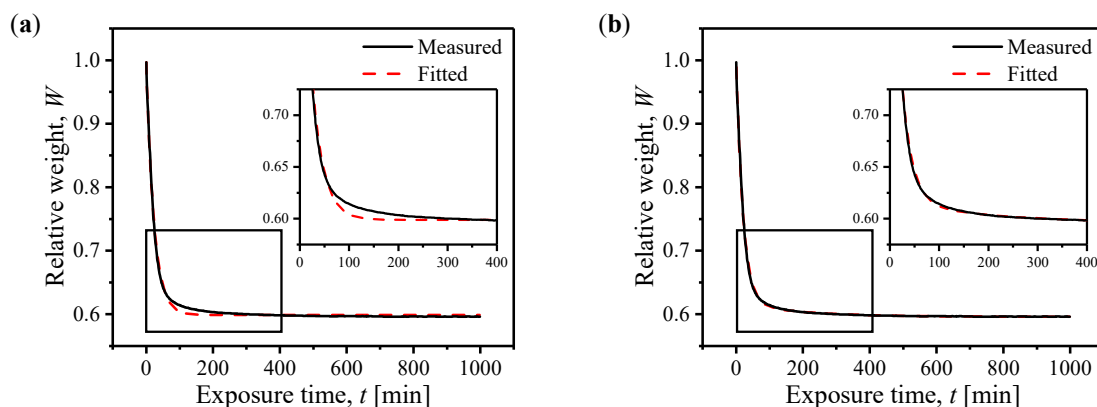 (a)
Relative weight, W
1.0
0.9
0.8
0.7
0.6
Measured
Fitted
0.70
0.65
0.60
0 100 200 300 400
0 200 400 600 800 1000
Exposure time, t [min]
(b)
Relative weight, W
1.0
0.9
0.8
0.7
0.6
Measured
Fitted
0.70
0.65
0.60
0 100 200 300 400
0 200 400 600 800 1000
Exposure time, t [min]